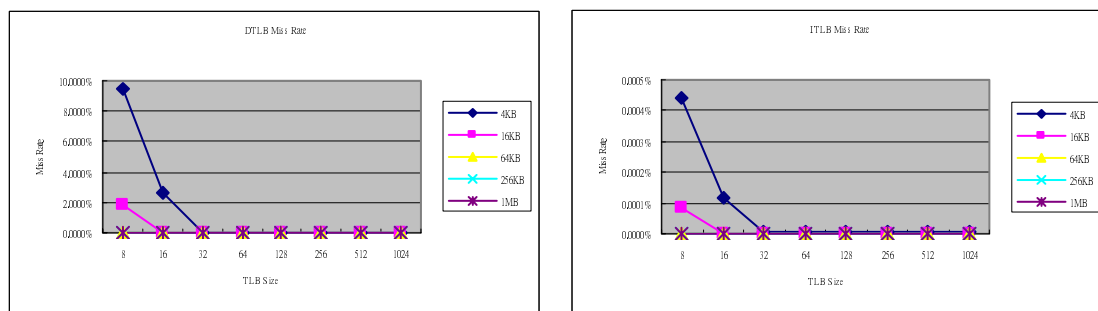 DTLB Miss Rate
10.0000%
8.0000%
6.0000%
4.0000%
2.0000%
0.0000%
Miss Rate
8 16 32 64 128 256 512 1024
TLB Size
4KB
16KB
64KB
256KB
1MB
ITLB Miss Rate
0.0005%
0.0004%
0.0003%
0.0002%
0.0001%
0.0000%
Miss Rate
8 16 32 64 128 256 512 1024
TLB Size
4KB
16KB
64KB
256KB
1MB